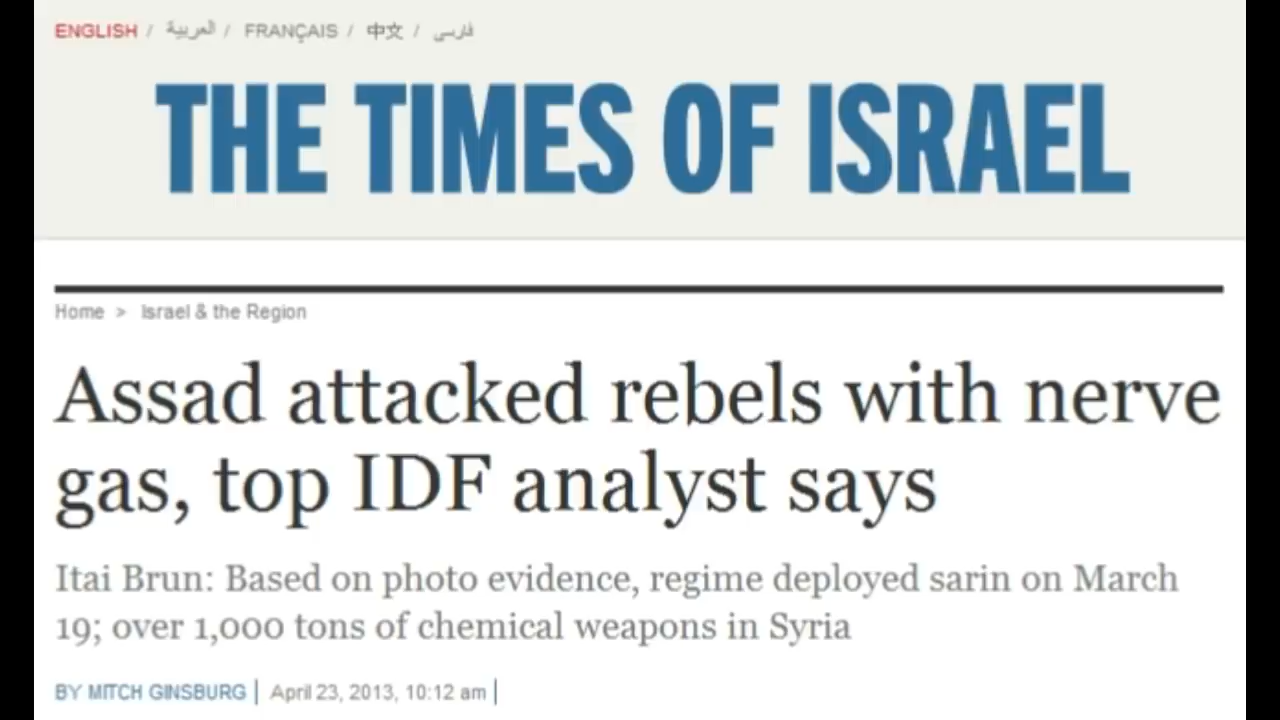 ENGLISH / العربية / FRANÇAIS / 中文 / فارسی
THE TIMES OF ISRAEL
Home > Israel & the Region
Assad attacked rebels with nerve
gas, top IDF analyst says
Itai Brun: Based on photo evidence, regime deployed sarin on March
19; over 1,000 tons of chemical weapons in Syria
BY MITCH GINSBURG | April 23, 2013, 10:12 am |